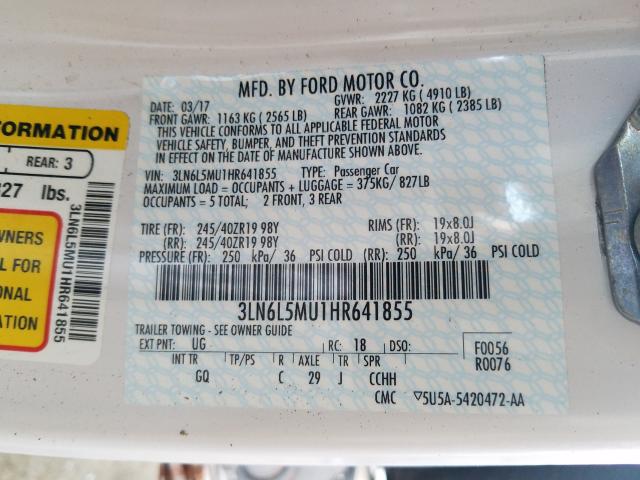 MFD. BY FORD MOTOR CO.
DATE: 03/17 GVWR: 2227 KG ( 4910 LB)
FRONT GAWR: 1163 KG ( 2565 LB) REAR GAWR: 1082 KG ( 2385 LB)
THIS VEHICLE CONFORMS TO ALL APPLICABLE FEDERAL MOTOR
VEHICLE SAFETY, BUMPER, AND THEFT PREVENTION STANDARDS
IN EFFECT ON THE DATE OF MANUFACTURE SHOWN ABOVE.
VIN: 3LN6L5MU1HR641855 TYPE: Passenger Car
MAXIMUM LOAD = OCCUPANTS + LUGGAGE = 375KG/ 827LB
OCCUPANTS = 5 TOTAL; 2 FRONT, 3 REAR
TIRE (FR): 245/40ZR19 98Y RIMS (FR): 19x8.0J
(RR): 245/40ZR19 98Y (RR): 19x8.0J
PRESSURE (FR): 250 kPa/ 36 PSI COLD (RR): 250 kPa/ 36 PSI COLD
3LN6L5MU1HR641855
TRAILER TOWING - SEE OWNER GUIDE
EXT PNT: UG RC: 18 DSO: F0056
R0076
INT TR TP/PS R AXLE TR SPR
GQ C 29 J CCHH
CMC ▽5U5A-5420472-AA
FORMATION
REAR: 3
27 lbs.
WNERS
L FOR
ONAL
TION
3LN6L5MU1HR641855